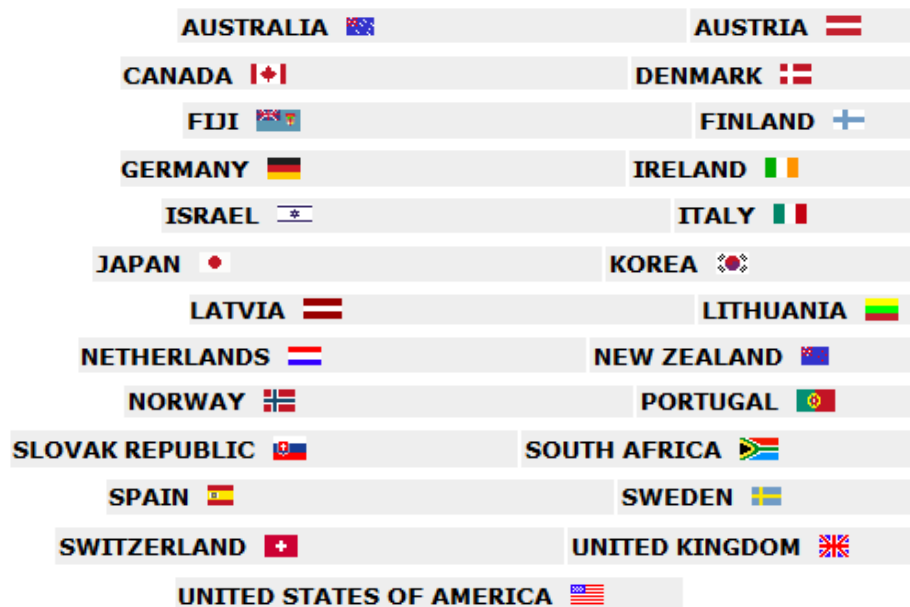 AUSTRALIA AUSTRIA
CANADA DENMARK
FIJI FINLAND
GERMANY IRELAND
ISRAEL ITALY
JAPAN KOREA
LATVIA LITHUANIA
NETHERLANDS NEW ZEALAND
NORWAY PORTUGAL
SLOVAK REPUBLIC SOUTH AFRICA
SPAIN SWEDEN
SWITZERLAND UNITED KINGDOM
UNITED STATES OF AMERICA